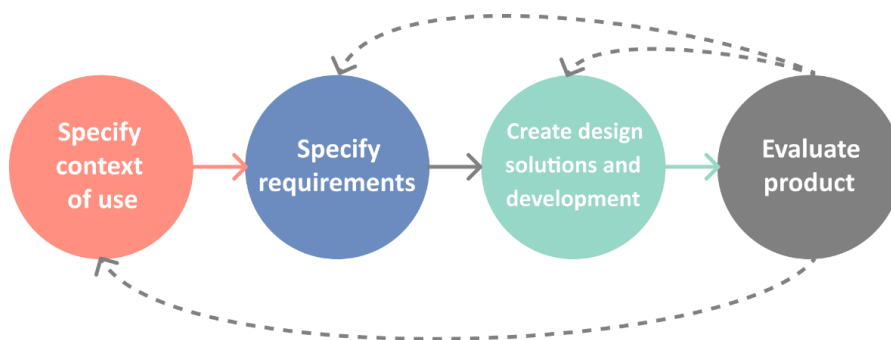 Specify
context
of use
Specify
requirements
Create design
solutions and
development
Evaluate
product